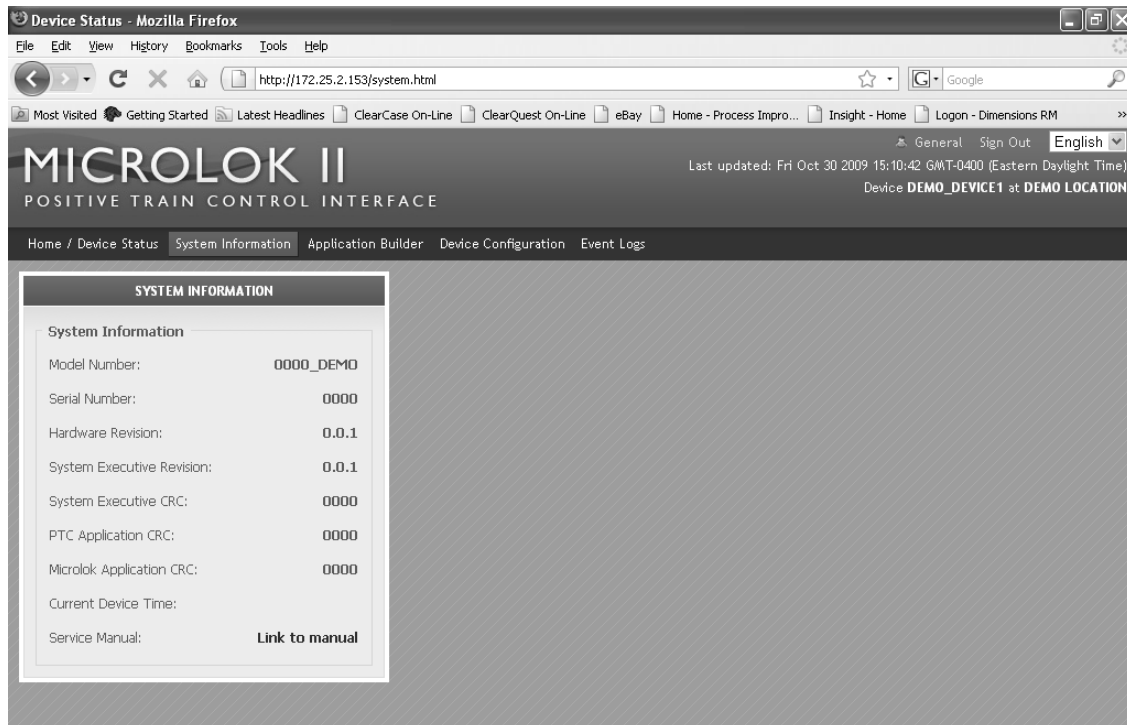 Device Status - Mozilla Firefox
File Edit View History Bookmarks Tools Help
http://172.25.2.153/system.html
G Google
Most Visited Getting Started Latest Headlines ClearCase On-Line ClearQuest On-Line eBay Home - Process Impro... Insight - Home Logon - Dimensions RM »
General Sign Out English
MICROLOK II
POSITIVE TRAIN CONTROL INTERFACE
Last updated: Fri Oct 30 2009 15:10:42 GMT-0400 (Eastern Daylight Time)
Device DEMO_DEVICE1 at DEMO LOCATION
Home / Device Status System Information Application Builder Device Configuration Event Logs
SYSTEM INFORMATION
System Information
Model Number: 0000_DEMO
Serial Number: 0000
Hardware Revision: 0.0.1
System Executive Revision: 0.0.1
System Executive CRC: 0000
PTC Application CRC: 0000
Microlok Application CRC: 0000
Current Device Time:
Service Manual: Link to manual